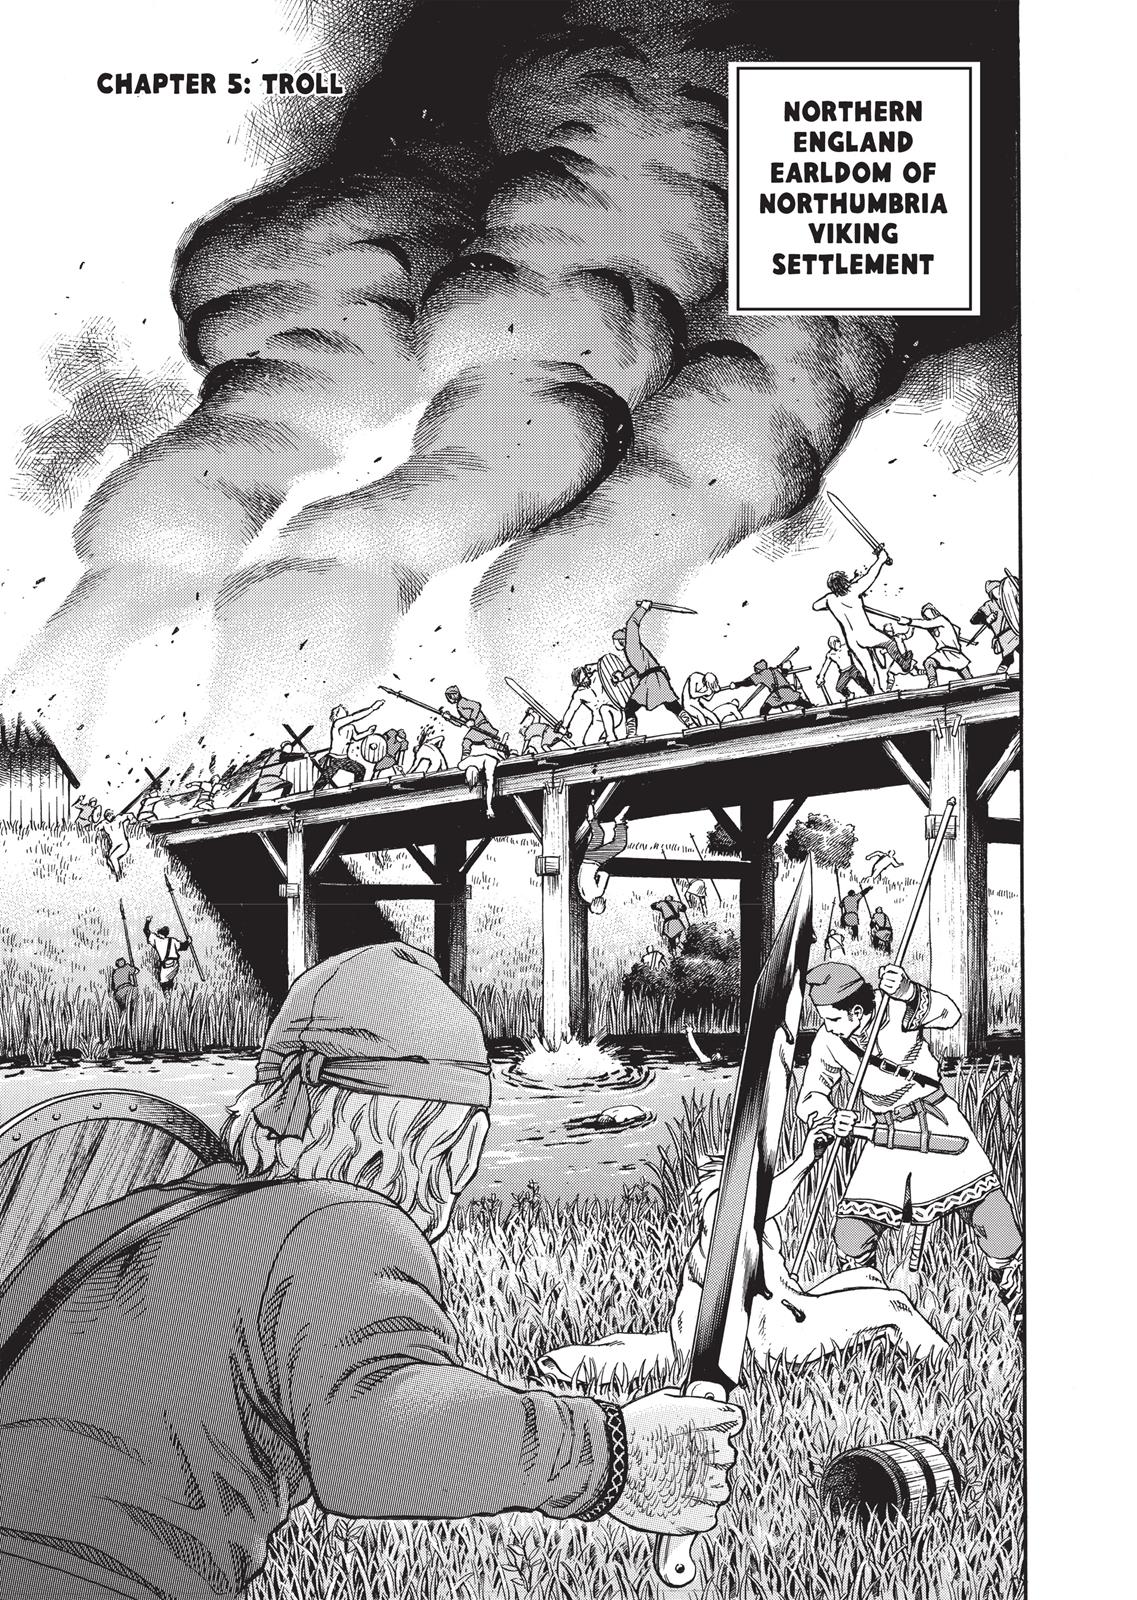 CHAPTER 5: TROLL
NORTHERN
ENGLAND
EARLDOM OF
NORTHUMBRIA
VIKING
SETTLEMENT